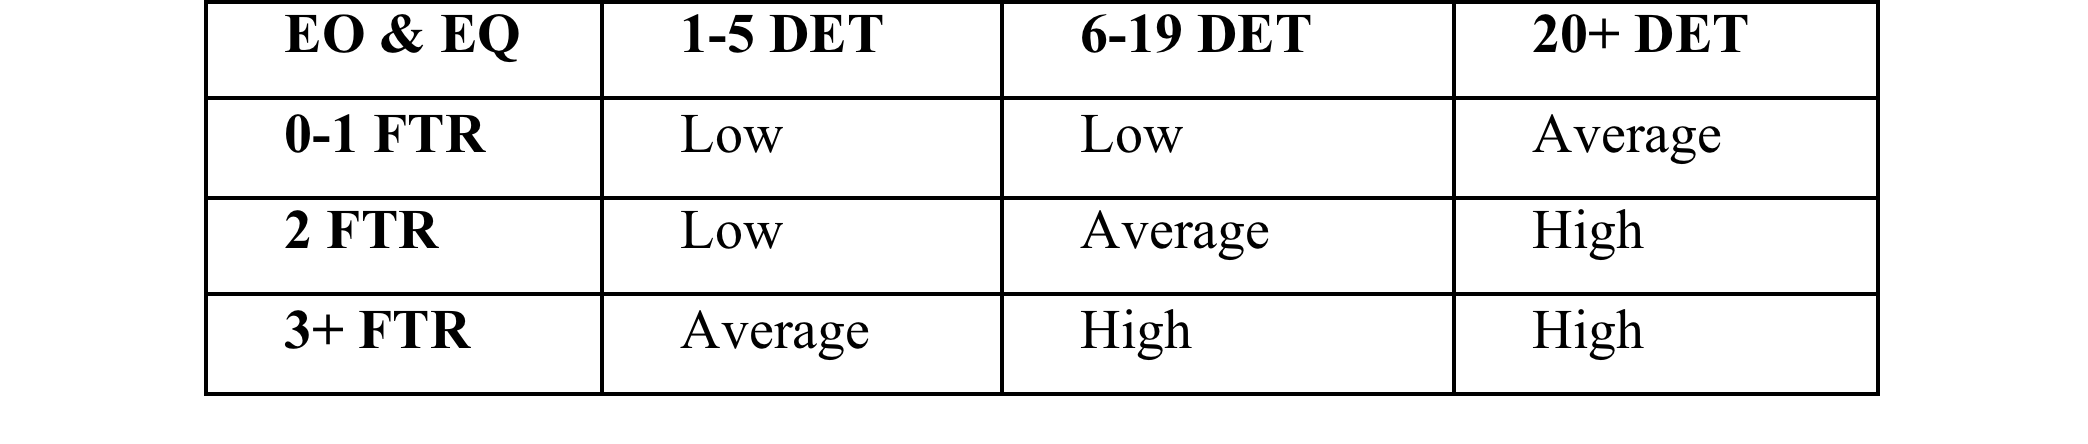 EO & EQ 1-5 DET 6-19 DET 20+ DET
0-1 FTR Low Low Average
2 FTR Low Average High
3+ FTR Average High High